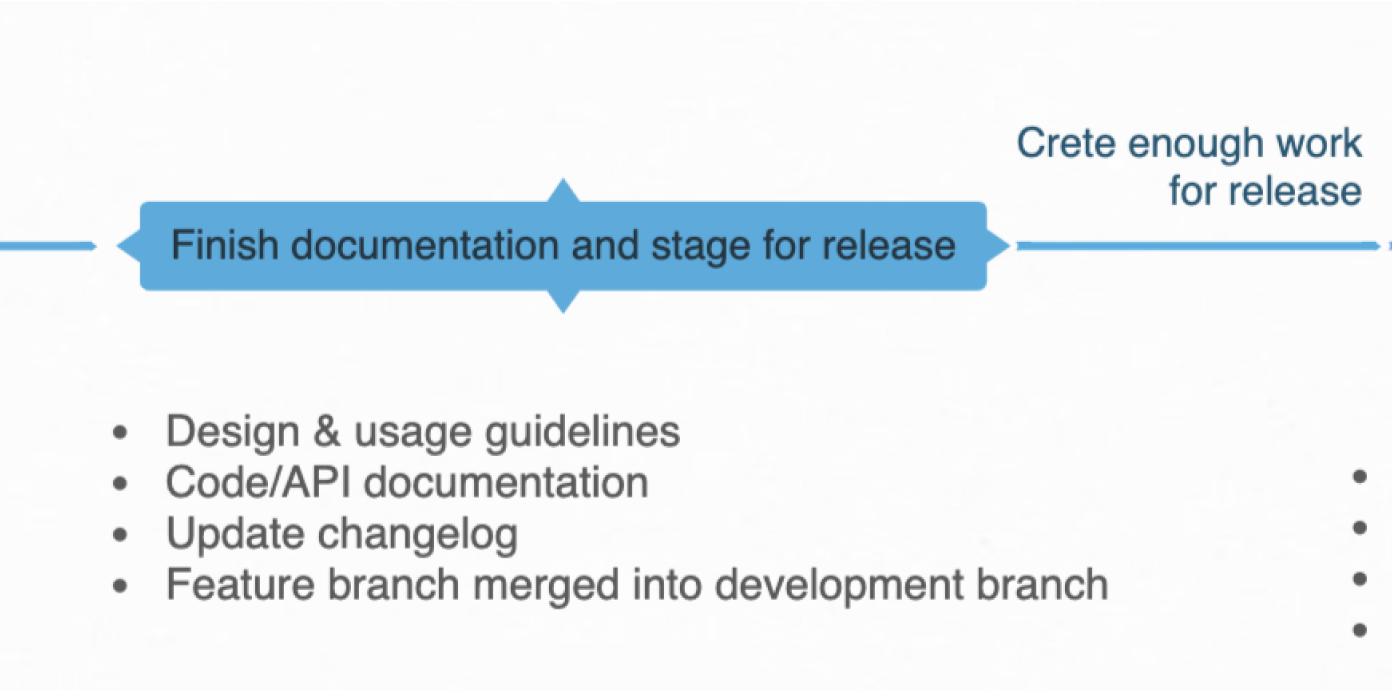 Crete enough work
for release
Finish documentation and stage for release
• Design & usage guidelines
• Code/API documentation
• Update changelog
• Feature branch merged into development branch